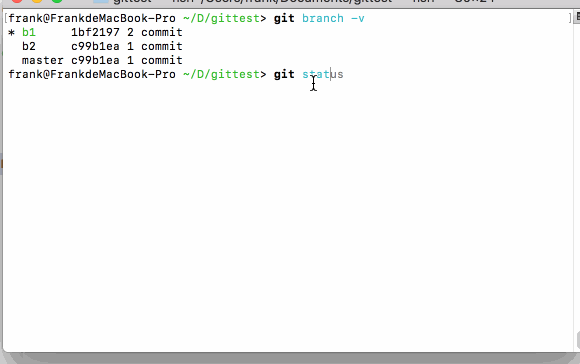 frank@FrankdeMacBook-Pro ~/D/gittest> git branch -v
* b1     1bf2197 2 commit
  b2     c99b1ea 1 commit
  master c99b1ea 1 commit
frank@FrankdeMacBook-Pro ~/D/gittest> git status